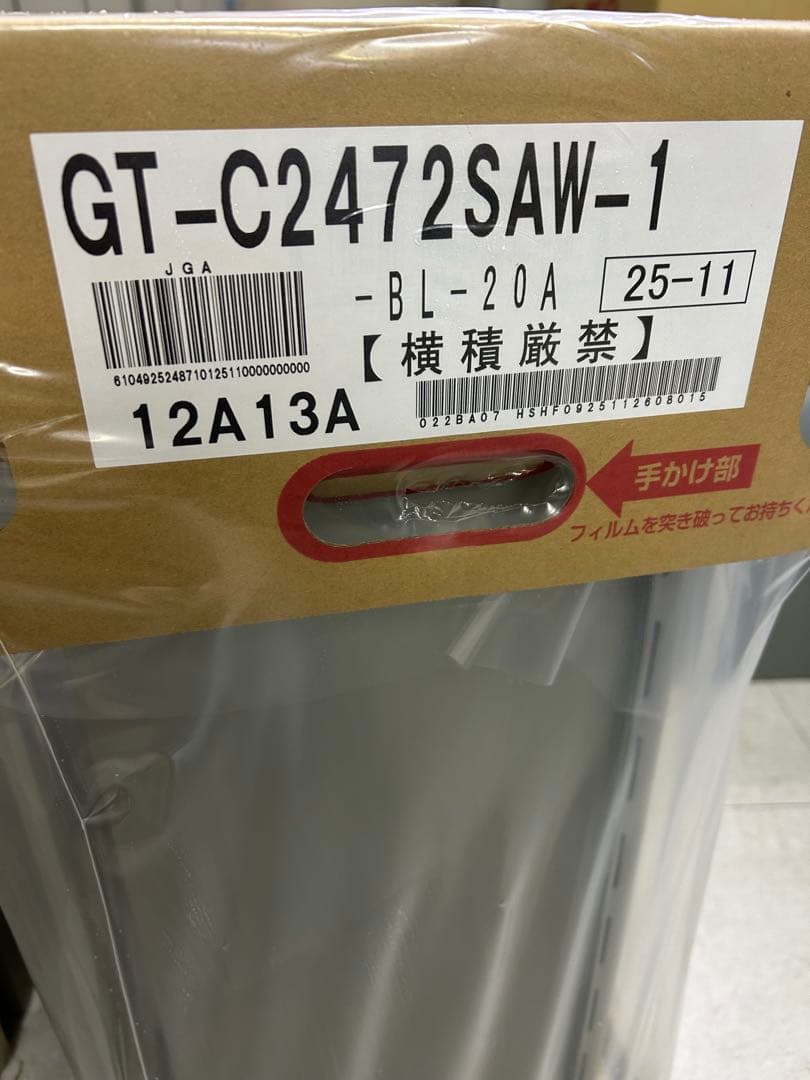 GT-C2472SAW-1
JGA
-BL-20A
25-11
6104925248710125110000000000
【横積厳禁】
12A13A
022BA07 HSHF0925112608015
手かけ部
フィルムを突き破ってお持ちく